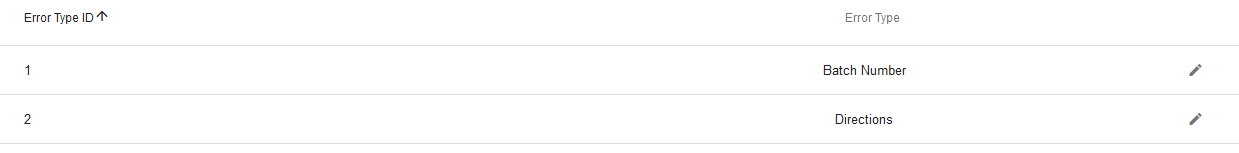 Error Type ID Error Type
1 Batch Number
2 Directions